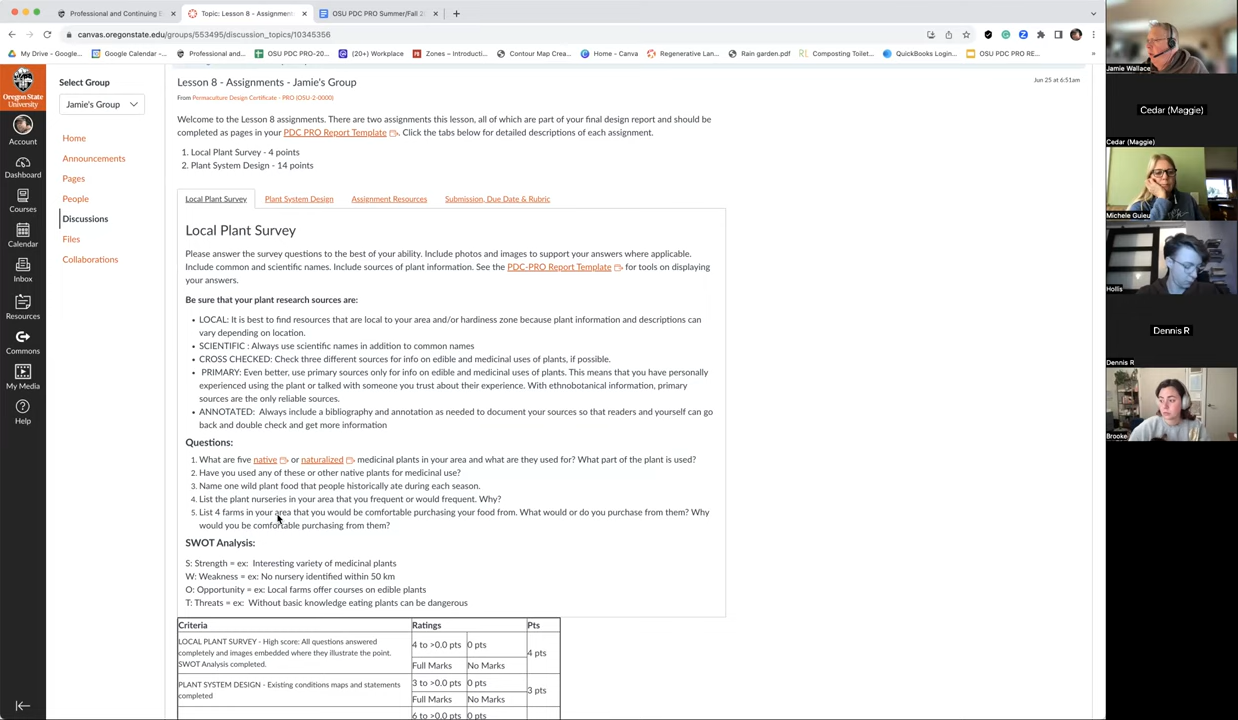 Professional and Continuing E
Topic: Lesson 8 - Assignment
OSU PDC PRO Summer/Fall 2
canvas.oregonstate.edu/groups/553495/discussion_topics/10345356
My Drive - Google...
Google Calendar -...
Professional and...
OSU PDC PRO-20...
(20+) Workplace
Zones – Introducti...
Contour Map Crea...
Home - Canva
Regenerative Lan...
Rain garden.pdf
Composting Toilet...
QuickBooks Login...
OSU PDC PRO RE...
Oregon State
University
Account
Dashboard
Courses
Calendar
Inbox
Resources
Commons
My Media
Help
Select Group
Jamie's Group
Home
Announcements
Pages
People
Discussions
Files
Collaborations
Lesson 8 - Assignments - Jamie's Group
Jun 25 at 6:51am
From Permaculture Design Certificate - PRO (OSU-2-0000)
Welcome to the Lesson 8 assignments. There are two assignments this lesson, all of which are part of your final design report and should be
completed as pages in your PDC PRO Report Template. Click the tabs below for detailed descriptions of each assignment.
1. Local Plant Survey - 4 points
2. Plant System Design - 14 points
Local Plant Survey
Plant System Design
Assignment Resources
Submission, Due Date & Rubric
Local Plant Survey
Please answer the survey questions to the best of your ability. Include photos and images to support your answers where applicable.
Include common and scientific names. Include sources of plant information. See the PDC-PRO Report Template for tools on displaying
your answers.
Be sure that your plant research sources are:
• LOCAL: It is best to find resources that are local to your area and/or hardiness zone because plant information and descriptions can
vary depending on location.
• SCIENTIFIC : Always use scientific names in addition to common names
• CROSS CHECKED: Check three different sources for info on edible and medicinal uses of plants, if possible.
• PRIMARY: Even better, use primary sources only for info on edible and medicinal uses of plants. This means that you have personally
experienced using the plant or talked with someone you trust about their experience. With ethnobotanical information, primary
sources are the only reliable sources.
• ANNOTATED: Always include a bibliography and annotation as needed to document your sources so that readers and yourself can go
back and double check and get more information
Questions:
1. What are five native or naturalized medicinal plants in your area and what are they used for? What part of the plant is used?
2. Have you used any of these or other native plants for medicinal use?
3. Name one wild plant food that people historically ate during each season.
4. List the plant nurseries in your area that you frequent or would frequent. Why?
5. List 4 farms in your area that you would be comfortable purchasing your food from. What would or do you purchase from them? Why
would you be comfortable purchasing from them?
SWOT Analysis:
S: Strength = ex: Interesting variety of medicinal plants
W: Weakness = ex: No nursery identified within 50 km
O: Opportunity = ex: Local farms offer courses on edible plants
T: Threats = ex: Without basic knowledge eating plants can be dangerous
Criteria Ratings Pts
LOCAL PLANT SURVEY - High score: All questions answered
completely and images embedded where they illustrate the point.
SWOT Analysis completed.
4 to >0.0 pts 0 pts
Full Marks No Marks
4 pts
PLANT SYSTEM DESIGN - Existing conditions maps and statements
completed
3 to >0.0 pts 0 pts
Full Marks No Marks
3 pts
6 to >0.0 pts 0 pts
Jamie Wallace
Cedar (Maggie)
Cedar (Maggie)
Michele Guieu
Hollis
Dennis R
Dennis R
Brooke